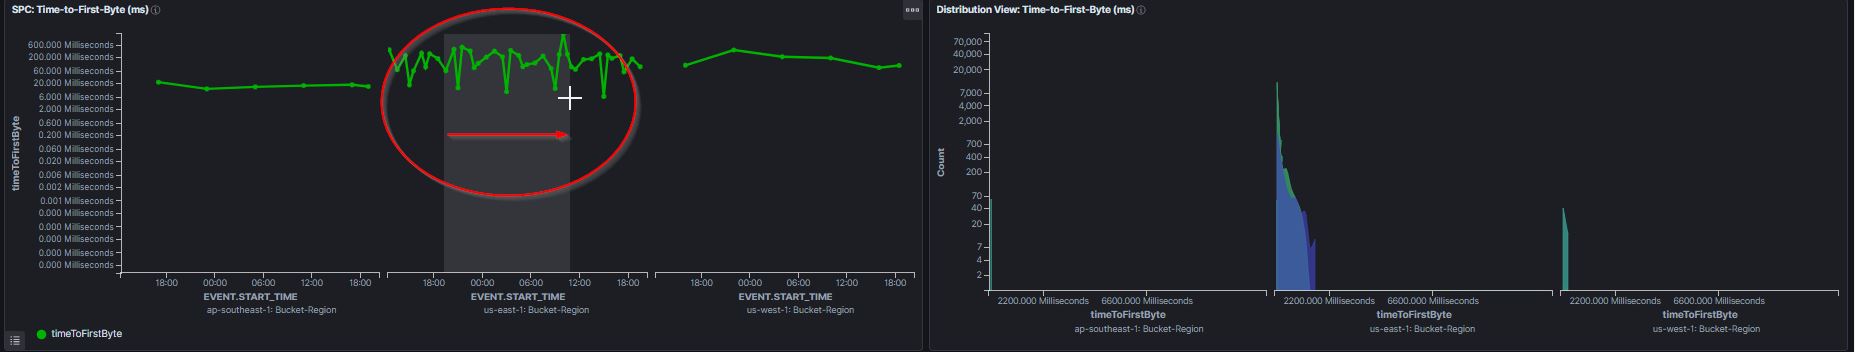 SPC: Time-to-First-Byte (ms)
600.000 Milliseconds
200.000 Milliseconds
60.000 Milliseconds
20.000 Milliseconds
6.000 Milliseconds
2.000 Milliseconds
0.600 Milliseconds
0.200 Milliseconds
0.060 Milliseconds
0.020 Milliseconds
0.006 Milliseconds
0.002 Milliseconds
0.001 Milliseconds
0.000 Milliseconds
0.000 Milliseconds
0.000 Milliseconds
0.000 Milliseconds
0.000 Milliseconds
timeToFirstByte
18:00 00:00 06:00 12:00 18:00
EVENT.START_TIME
ap-southeast-1: Bucket-Region
18:00 00:00 06:00 12:00 18:00
EVENT.START_TIME
us-east-1: Bucket-Region
18:00 00:00 06:00 12:00 18:00
EVENT.START_TIME
us-west-1: Bucket-Region
timeToFirstByte
Distribution View: Time-to-First-Byte (ms)
70,000
40,000
20,000
7,000
4,000
2,000
700
400
200
70
40
20
7
4
2
Count
2200.000 Milliseconds 6600.000 Milliseconds
timeToFirstByte
ap-southeast-1: Bucket-Region
2200.000 Milliseconds 6600.000 Milliseconds
timeToFirstByte
us-east-1: Bucket-Region
2200.000 Milliseconds 6600.000 Milliseconds
timeToFirstByte
us-west-1: Bucket-Region